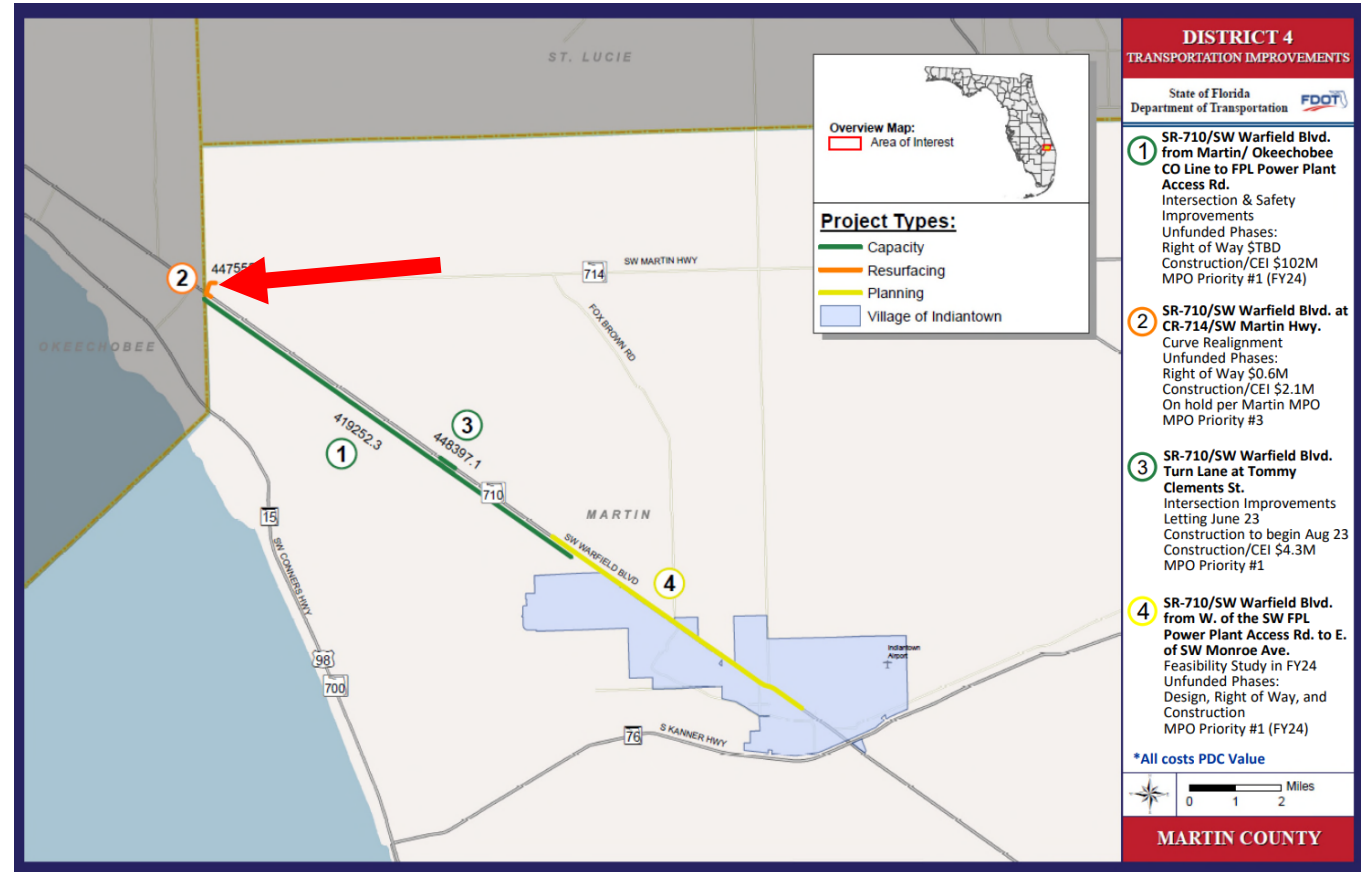 ST. LUCIE
OKEECHOBEE
MARTIN
2
44755
714
SW MARTIN HWY
FOX BROWN RD
419252.3
1
3
448397.1
710
SW WARFIELD BLVD
4
15
SW CONNERS HWY
98
700
76
S KANNER HWY
Indiantown
Airport
Overview Map:
Area of Interest
Project Types:
Capacity
Resurfacing
Planning
Village of Indiantown
DISTRICT 4
TRANSPORTATION IMPROVEMENTS
State of Florida
Department of Transportation
FDOT
1
SR-710/SW Warfield Blvd.
from Martin/ Okeechobee
CO Line to FPL Power Plant
Access Rd.
Intersection & Safety
Improvements
Unfunded Phases:
Right of Way $TBD
Construction/CEI $102M
MPO Priority #1 (FY24)
2
SR-710/SW Warfield Blvd. at
CR-714/SW Martin Hwy.
Curve Realignment
Unfunded Phases:
Right of Way $0.6M
Construction/CEI $2.1M
On hold per Martin MPO
MPO Priority #3
3
SR-710/SW Warfield Blvd.
Turn Lane at Tommy
Clements St.
Intersection Improvements
Letting June 23
Construction to begin Aug 23
Construction/CEI $4.3M
MPO Priority #1
4
SR-710/SW Warfield Blvd.
from W. of the SW FPL
Power Plant Access Rd. to E.
of SW Monroe Ave.
Feasibility Study in FY24
Unfunded Phases:
Design, Right of Way, and
Construction
MPO Priority #1 (FY24)
*All costs PDC Value
Miles
0 1 2
MARTIN COUNTY